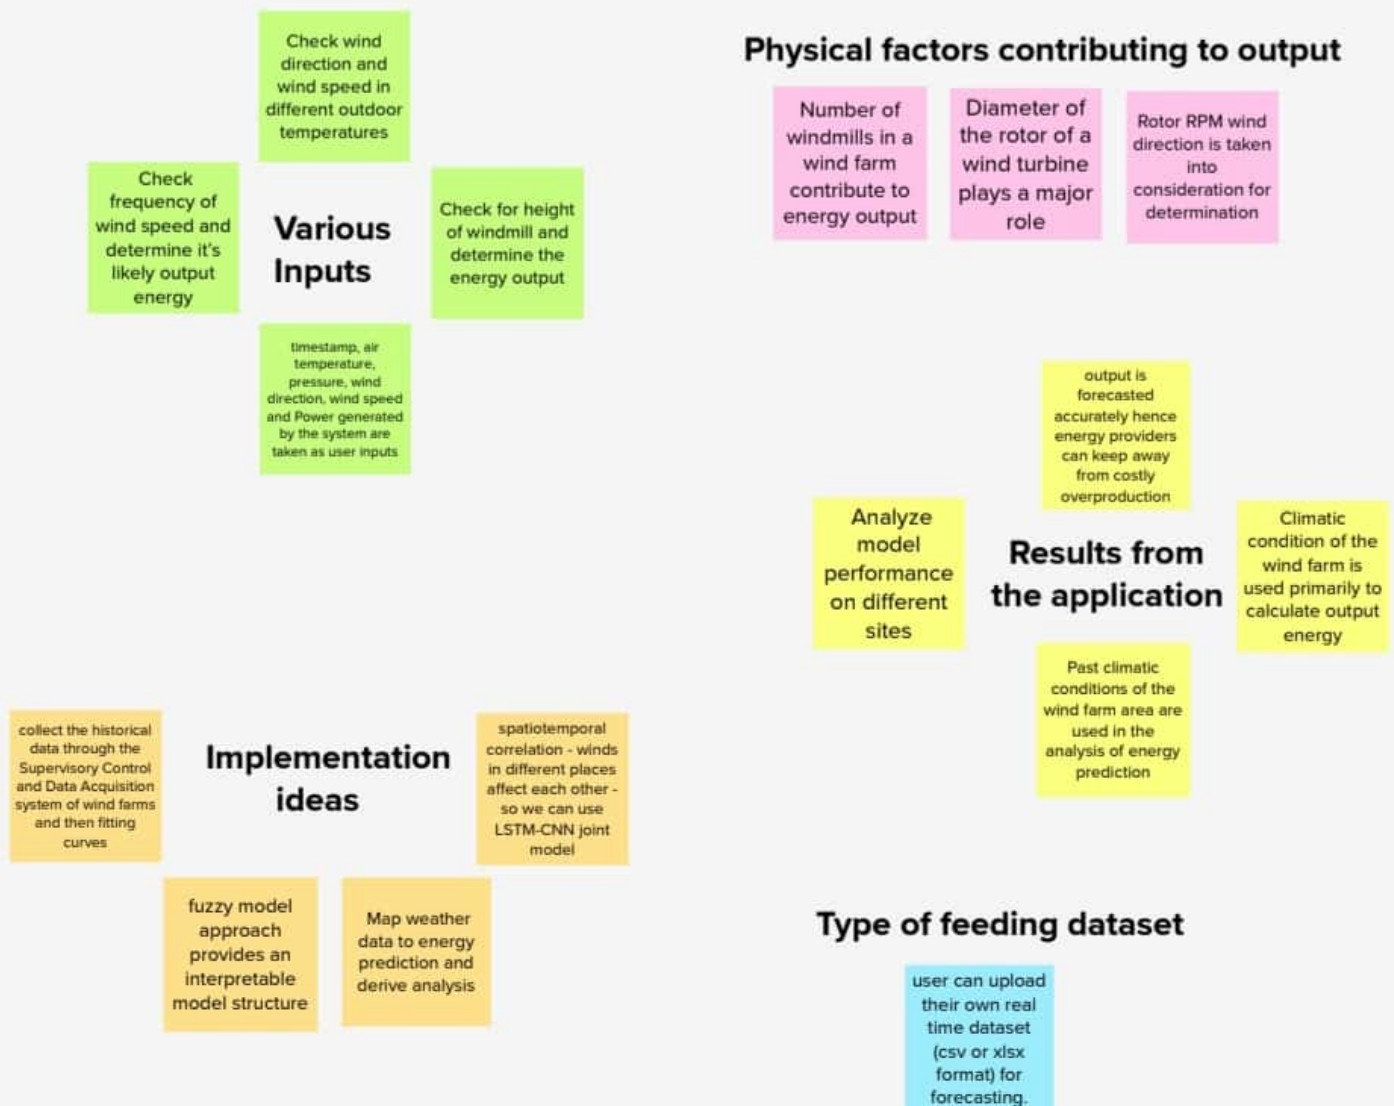 Check wind
direction and
wind speed in
different outdoor
temperatures
Check
frequency of
wind speed and
determine it's
likely output
energy
Various
Inputs
Check for height
of windmill and
determine the
energy output
timestamp, air
temperature,
pressure, wind
direction, wind speed
and Power generated
by the system are
taken as user inputs
Physical factors contributing to output
Number of
windmills in a
wind farm
contribute to
energy output
Diameter of
the rotor of a
wind turbine
plays a major
role
Rotor RPM wind
direction is taken
into
consideration for
determination
output is
forecasted
accurately hence
energy providers
can keep away
from costly
overproduction
Analyze
model
performance
on different
sites
Results from
the application
Climatic
condition of the
wind farm is
used primarily to
calculate output
energy
Past climatic
conditions of the
wind farm area are
used in the
analysis of energy
prediction
collect the historical
data through the
Supervisory Control
and Data Acquisition
system of wind farms
and then fitting
curves
Implementation
ideas
spatiotemporal
correlation - winds
in different places
affect each other -
so we can use
LSTM-CNN joint
model
fuzzy model
approach
provides an
interpretable
model structure
Map weather
data to energy
prediction and
derive analysis
Type of feeding dataset
user can upload
their own real
time dataset
(csv or xlsx
format) for
forecasting.